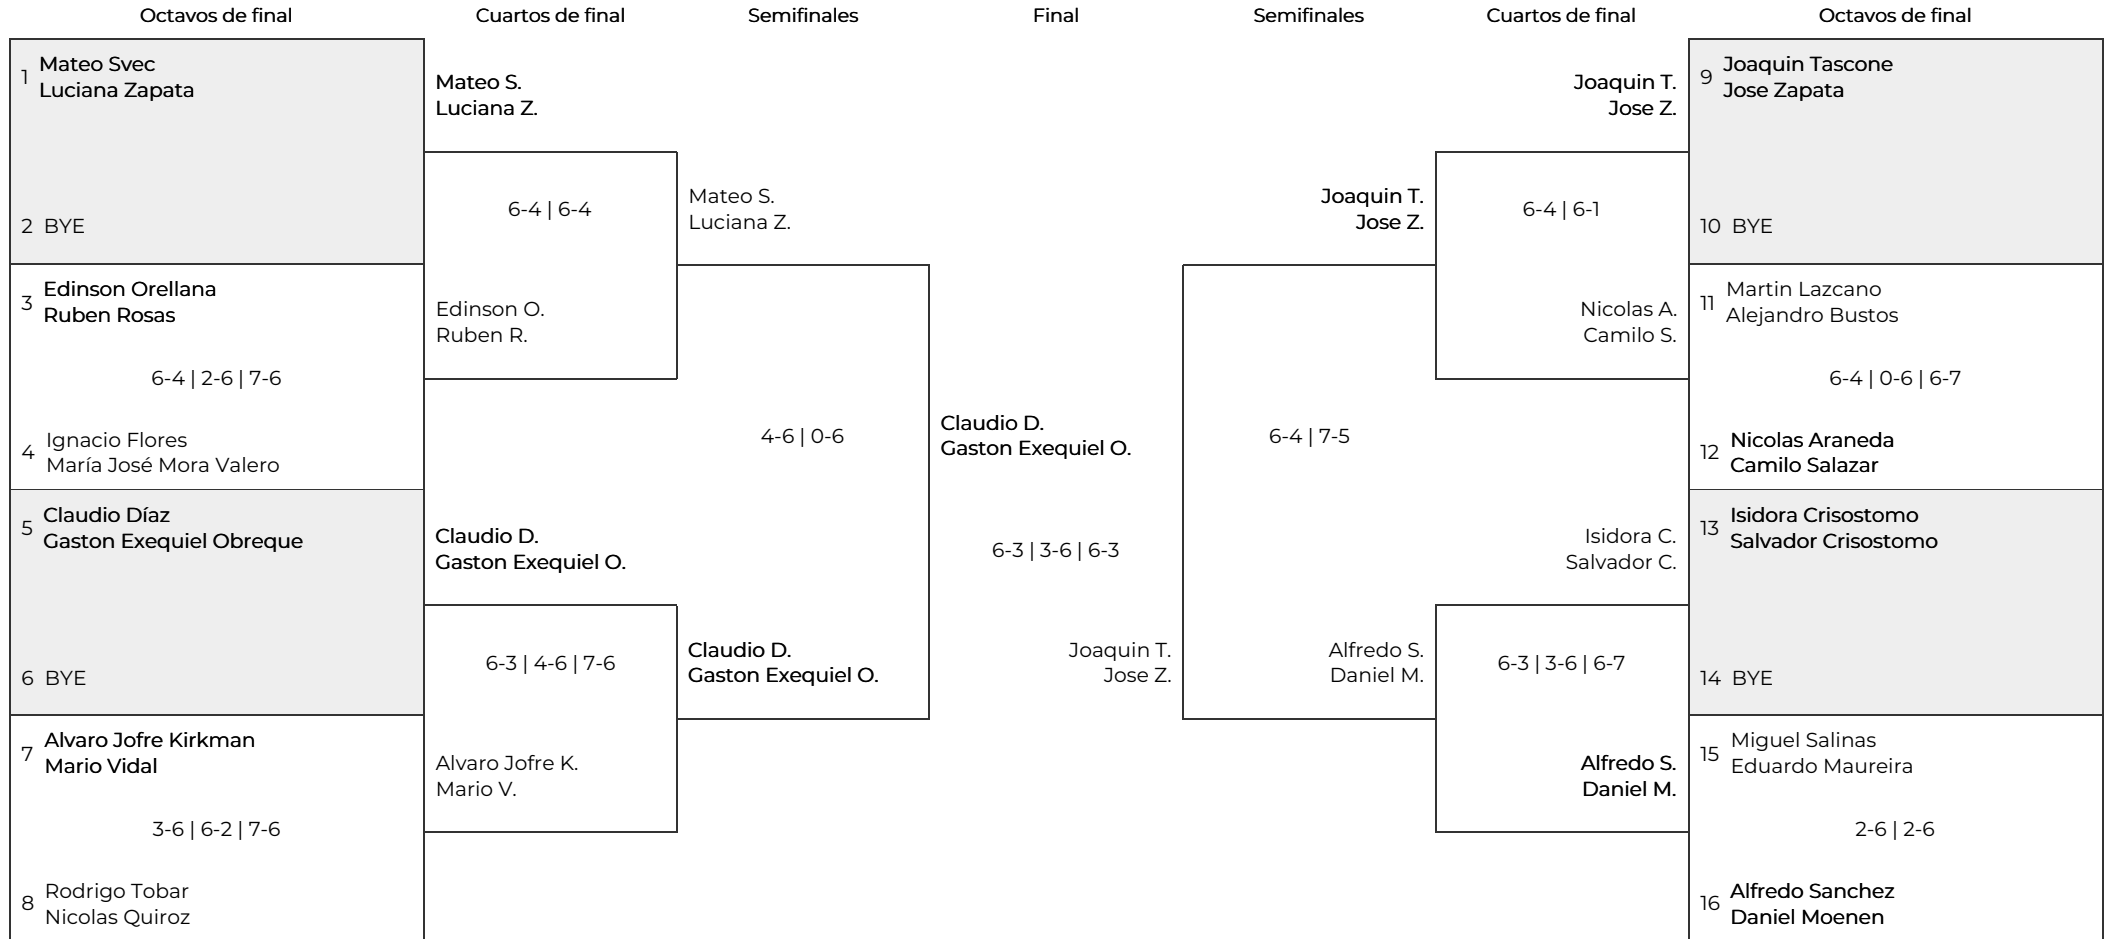 Octavos de final
Cuartos de final
Semifinales
Final
Semifinales
Cuartos de final
Octavos de final
1
Mateo Svec
Luciana Zapata
2 BYE
3
Edinson Orellana
Ruben Rosas
6-4 | 2-6 | 7-6
4
Ignacio Flores
María José Mora Valero
5
Claudio Díaz
Gaston Exequiel Obreque
6 BYE
7
Alvaro Jofre Kirkman
Mario Vidal
3-6 | 6-2 | 7-6
8
Rodrigo Tobar
Nicolas Quiroz
Mateo S.
Luciana Z.
6-4 | 6-4
Edinson O.
Ruben R.
Claudio D.
Gaston Exequiel O.
6-3 | 4-6 | 7-6
Alvaro Jofre K.
Mario V.
Mateo S.
Luciana Z.
4-6 | 0-6
Claudio D.
Gaston Exequiel O.
Claudio D.
Gaston Exequiel O.
6-3 | 3-6 | 6-3
Joaquin T.
Jose Z.
Joaquin T.
Jose Z.
6-4 | 7-5
Alfredo S.
Daniel M.
Joaquin T.
Jose Z.
6-4 | 6-1
Nicolas A.
Camilo S.
Isidora C.
Salvador C.
6-3 | 3-6 | 6-7
Alfredo S.
Daniel M.
9
Joaquin Tascone
Jose Zapata
10 BYE
11
Martin Lazcano
Alejandro Bustos
6-4 | 0-6 | 6-7
12
Nicolas Araneda
Camilo Salazar
13
Isidora Crisostomo
Salvador Crisostomo
14 BYE
15
Miguel Salinas
Eduardo Maureira
2-6 | 2-6
16
Alfredo Sanchez
Daniel Moenen